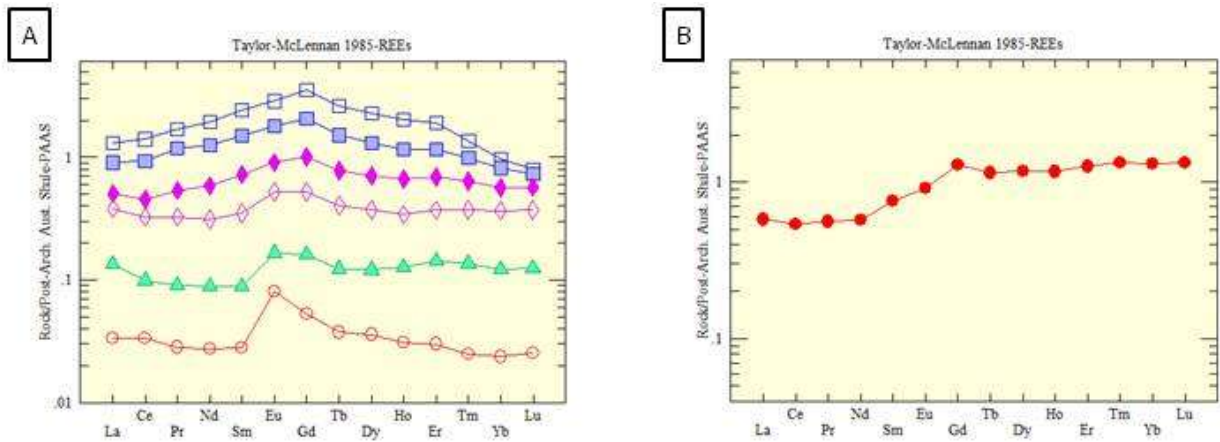 A
Taylor-McLennan 1985-REEs
Rock/Post-Arch. Aust. Shale-PAAS
1
.1
.01
Ce Nd Eu Tb Ho Tm Lu
La Pr Sm Gd Dy Er Yb
B
Taylor-McLennan 1985-REEs
Rock/Post-Arch. Aust. Shale-PAAS
1
.1
Ce Nd Eu Tb Ho Tm Lu
La Pr Sm Gd Dy Er Yb